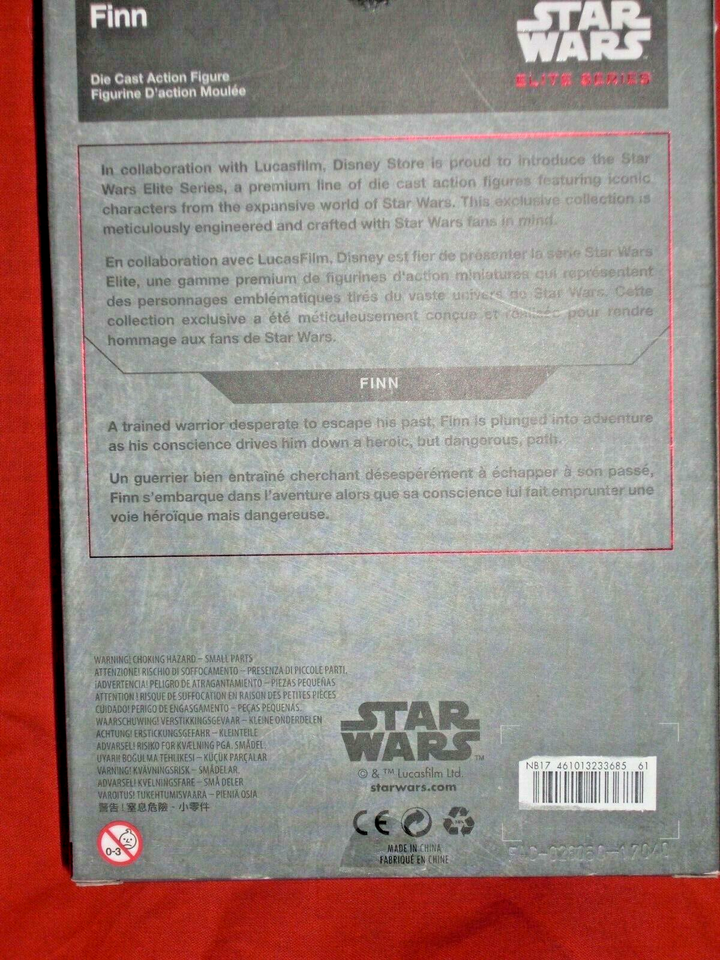 Finn
STAR
WARS
ELITE SERIES
Die Cast Action Figure
Figurine D'action Moulée
In collaboration with Lucasfilm, Disney Store is proud to introduce the Star
Wars Elite Series, a premium line of die cast action figures featuring iconic
characters from the expansive world of Star Wars. This exclusive collection is
meticulously engineered and crafted with Star Wars fans in mind.
En collaboration avec LucasFilm, Disney est fier de présenter la série Star Wars
Elite, une gamme premium de figurines d'action miniatures qui représentent
des personnages emblématiques tirés du vaste univers de Star Wars. Cette
collection exclusive a été méticuleusement conçue et réalisée pour rendre
hommage aux fans de Star Wars.
FINN
A trained warrior desperate to escape his past, Finn is plunged into adventure
as his conscience drives him down a heroic, but dangerous, path.
Un guerrier bien entraîné cherchant désespérément à échapper à son passé,
Finn s'embarque dans l'aventure alors que sa conscience lui fait emprunter une
voie héroïque mais dangereuse.
WARNING! CHOKING HAZARD – SMALL PARTS
ATTENZIONE! RISCHIO DI SOFFOCAMENTO – PRESENZA DI PICCOLE PARTI.
¡ADVERTENCIA! PELIGRO DE ATRAGANTAMIENTO – PIEZAS PEQUEÑAS
ATTENTION ! RISQUE DE SUFFOCATION EN RAISON DES PETITES PIÈCES
CUIDADO! PERIGO DE ENGASGAMENTO – PEÇAS PEQUENAS.
WAARSCHUWING! VERSTIKKINGSGEVAAR – KLEINE ONDERDELEN
ACHTUNG! ERSTICKUNGSGEFAHR – KLEINTEILE
ADVARSEL! RISIKO FOR KVÆLNING PGA. SMÅDEL
UYARI! BOĞULMA TEHLİKESİ – KÜÇÜK PARÇALAR
VARNING! KVÄVNINGSRISK – SMÅDELAR.
ADVARSEL! KVELNINGSFARE – SMÅ DELER
VAROITUS! TUKEHTUMISVAARA – PIENIÄ OSIA
警告！窒息危險 - 小零件
0-3
STAR
WARS™
© & ™ Lucasfilm Ltd.
starwars.com
CE
MADE IN CHINA
FABRIQUÉ EN CHINE
NB17 461013233685 61